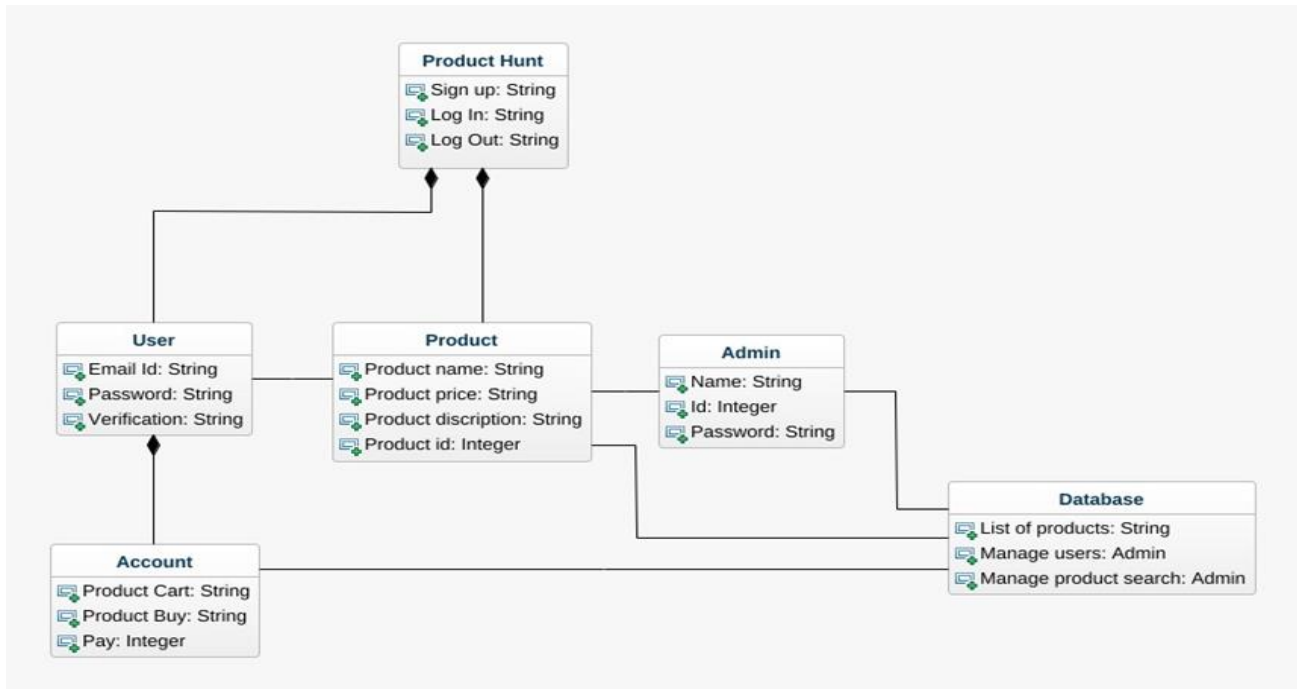 Product Hunt
Sign up: String
Log In: String
Log Out: String
User
Email Id: String
Password: String
Verification: String
Product
Product name: String
Product price: String
Product discription: String
Product id: Integer
Admin
Name: String
Id: Integer
Password: String
Database
List of products: String
Manage users: Admin
Manage product search: Admin
Account
Product Cart: String
Product Buy: String
Pay: Integer